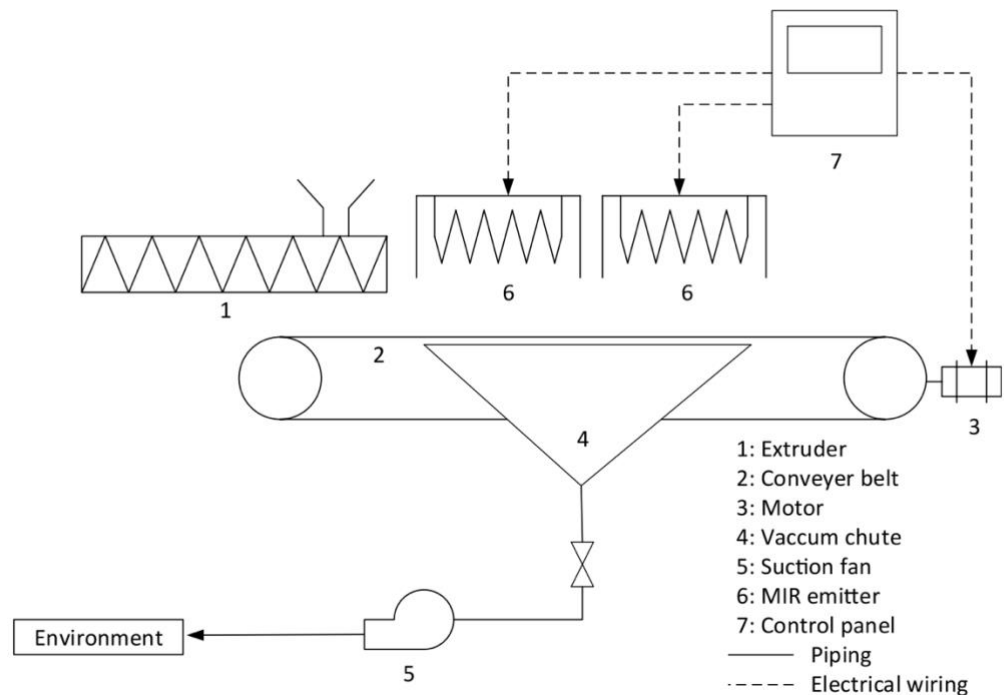 7
1
6
6
2
3
4
5
Environment
1: Extruder
2: Conveyer belt
3: Motor
4: Vaccum chute
5: Suction fan
6: MIR emitter
7: Control panel
Piping
Electrical wiring